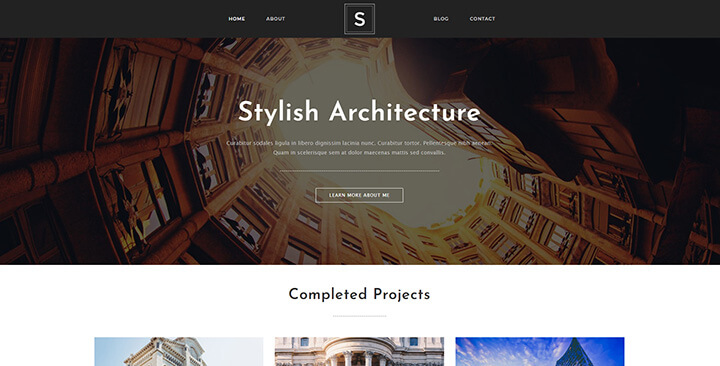 HOME
ABOUT
S
BLOG
CONTACT
Stylish Architecture
Curabitur sodales ligula in libero dignissim lacinia nunc. Curabitur tortor. Pellentesque nibh aenean.
Quam in scelerisque sem at dolor maecenas mattis sed convallis.
LEARN MORE ABOUT ME
Completed Projects